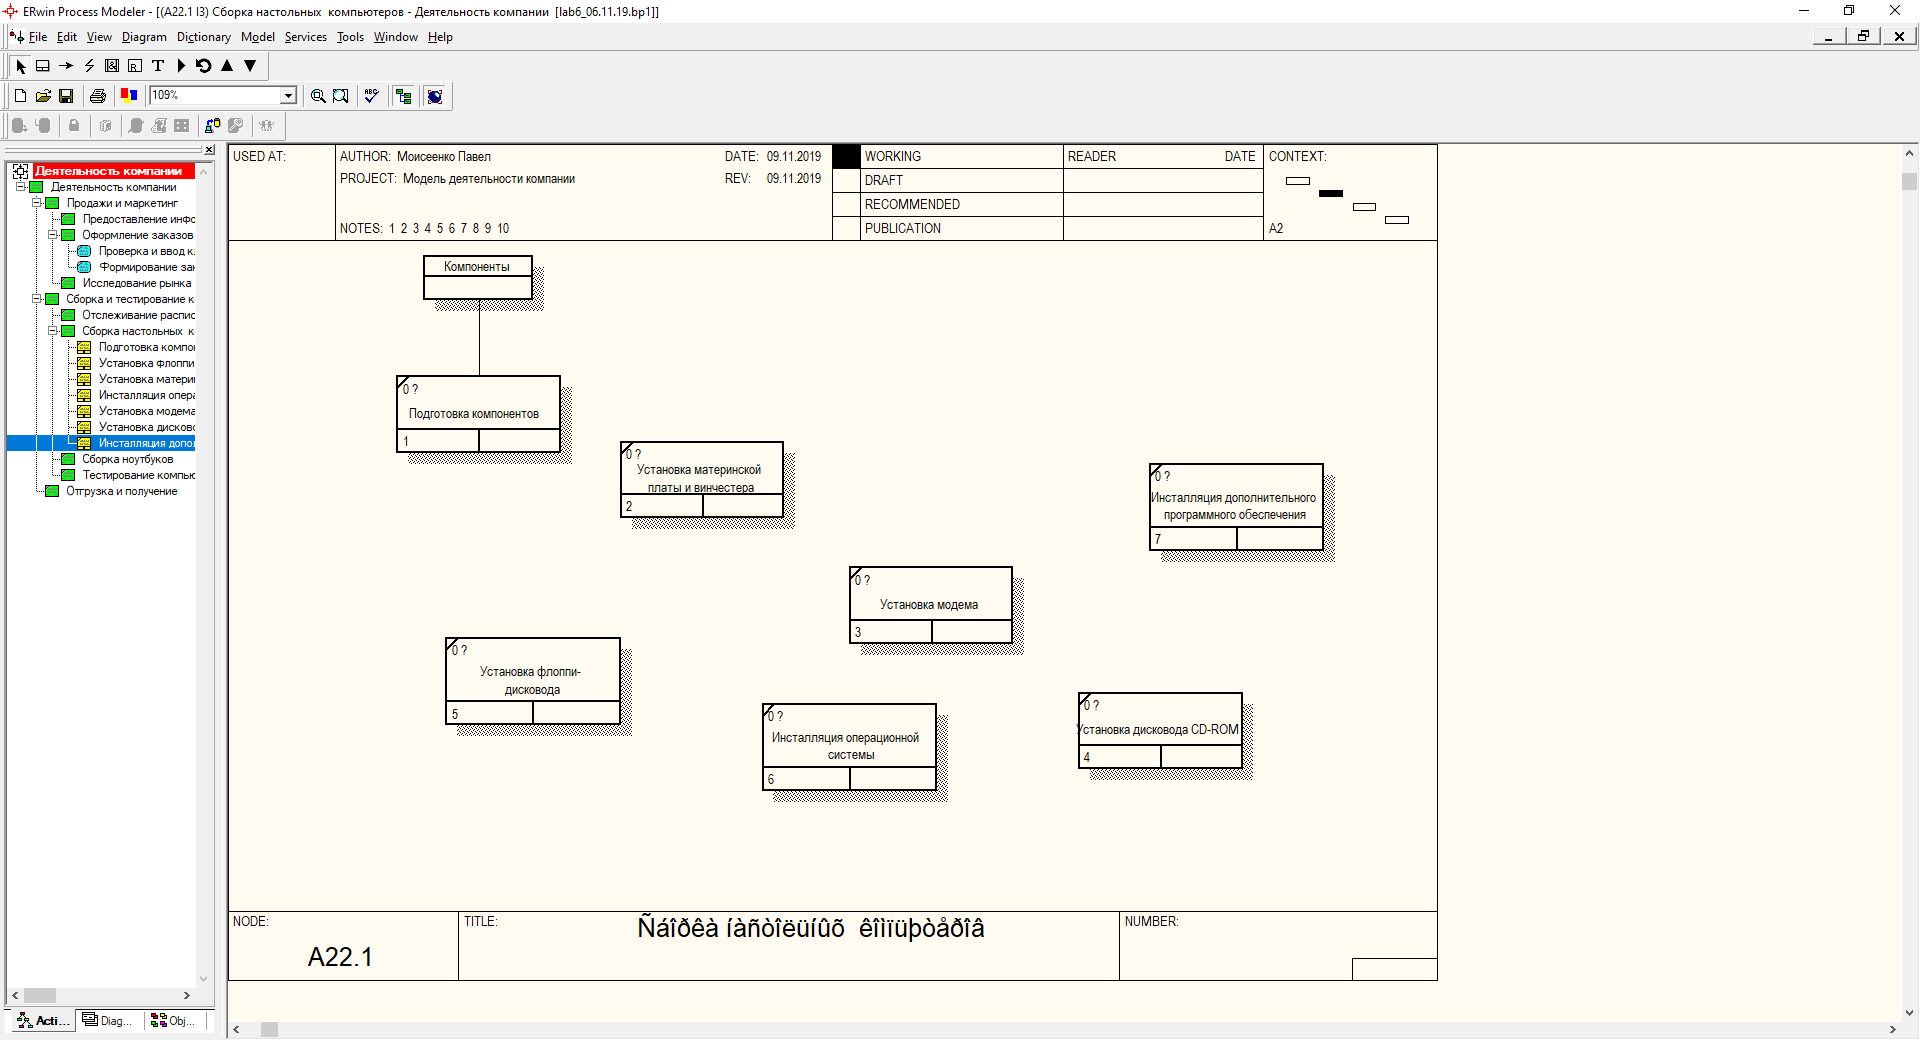 ERwin Process Modeler - [(A22.1 I3) Сборка настольных  компьютеров - Деятельность компании  [lab6_06.11.19.bp1]]
File Edit View Diagram Dictionary Model Services Tools Window Help
109%
Деятельность компании
Деятельность компании
Продажи и маркетинг
Предоставление инфо
Оформление заказов
Проверка и ввод к
Формирование зак
Исследование рынка
Сборка и тестирование к
Отслеживание распис
Сборка настольных  к
Подготовка компо
Установка флоппи
Установка матери
Инсталляция опера
Установка модема
Установка дисково
Инсталляция допол
Сборка ноутбуков
Тестирование компью
Отгрузка и получение
Acti...
Diag...
Obj...
USED AT:
AUTHOR:  Моисеенко Павел
DATE:  09.11.2019
PROJECT:  Модель деятельности компании
REV:  09.11.2019
NOTES:  1  2  3  4  5  6  7  8  9  10
WORKING
DRAFT
RECOMMENDED
PUBLICATION
READER
DATE
CONTEXT:
A2
Компоненты
0 ?
Подготовка компонентов
1
0 ?
Установка материнской
платы и винчестера
2
0 ?
Инсталляция дополнительного
программного обеспечения
7
0 ?
Установка модема
3
0 ?
Установка флоппи-
дисковода
5
0 ?
Инсталляция операционной
системы
6
0 ?
Установка дисковода CD-ROM
4
NODE:
A22.1
TITLE:
Ñáîðêà íàñòîëüíûõ  êîìïüþòåðîâ
NUMBER: